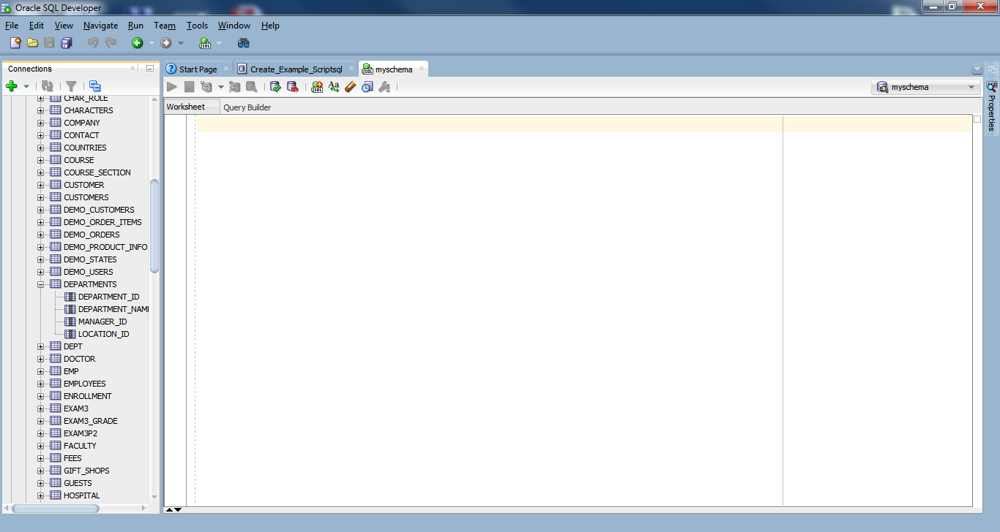 Oracle SQL Developer
File Edit View Navigate Run Team Tools Window Help
Connections
Start Page
Create_Example_Scriptsql
myschema
myschema
Worksheet
Query Builder
Properties
CHAR_ROLE
CHARACTERS
COMPANY
CONTACT
COUNTRIES
COURSE
COURSE_SECTION
CUSTOMER
CUSTOMERS
DEMO_CUSTOMERS
DEMO_ORDER_ITEMS
DEMO_ORDERS
DEMO_PRODUCT_INFO
DEMO_STATES
DEMO_USERS
DEPARTMENTS
DEPARTMENT_ID
DEPARTMENT_NAME
MANAGER_ID
LOCATION_ID
DEPT
DOCTOR
EMP
EMPLOYEES
ENROLLMENT
EXAM3
EXAM3_GRADE
EXAM3P2
FACULTY
FEES
GIFT_SHOPS
GUESTS
HOSPITAL